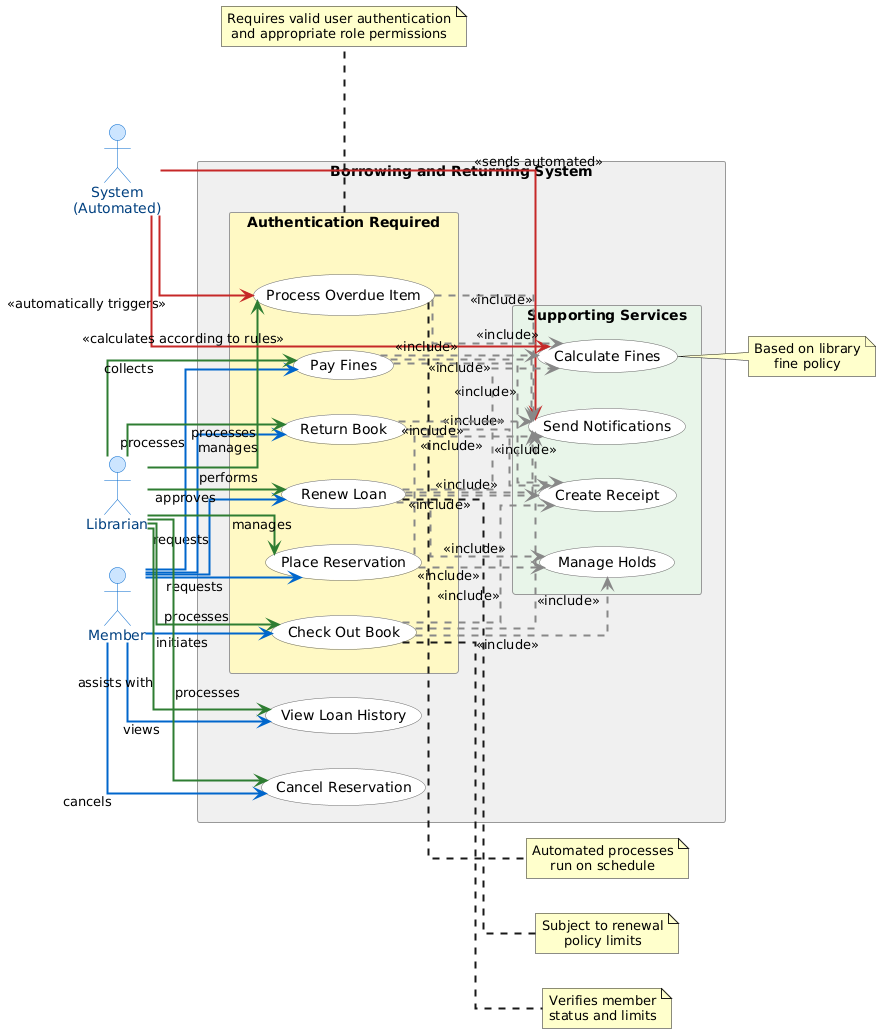 Requires valid user authentication
and appropriate role permissions
«sends automated»
Borrowing and Returning System
System
(Automated)
Authentication Required
Process Overdue Item
«include»
«automatically triggers»
Supporting Services
«include»
«calculates according to rules»
«include»
Calculate Fines
Based on library
fine policy
collects
Pay Fines
«include»
«include»
«include»
Send Notifications
processes
Return Book
«include»
processes
manages
«include»
«include»
performs
«include»
approves
Renew Loan
Create Receipt
«include»
Librarian
manages
requests
«include»
Place Reservation
Manage Holds
«include»
requests
«include»
«include»
processes
Member
Check Out Book
initiates
«include»
assists with
processes
View Loan History
views
Cancel Reservation
cancels
Automated processes
run on schedule
Subject to renewal
policy limits
Verifies member
status and limits